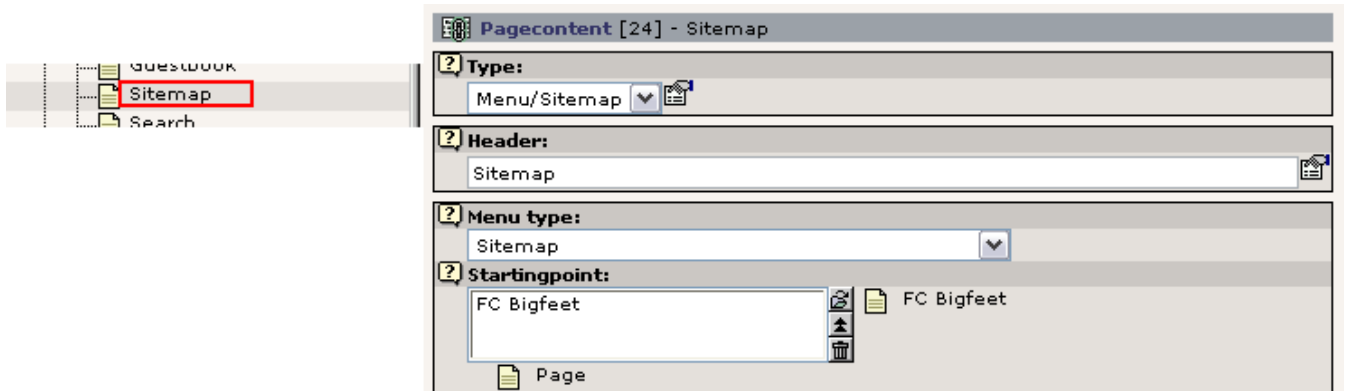 Guestbook
Sitemap
Search
Pagecontent [24] - Sitemap
Type:
Menu/Sitemap
Header:
Sitemap
Menu type:
Sitemap
Startingpoint:
FC Bigfeet
FC Bigfeet
Page